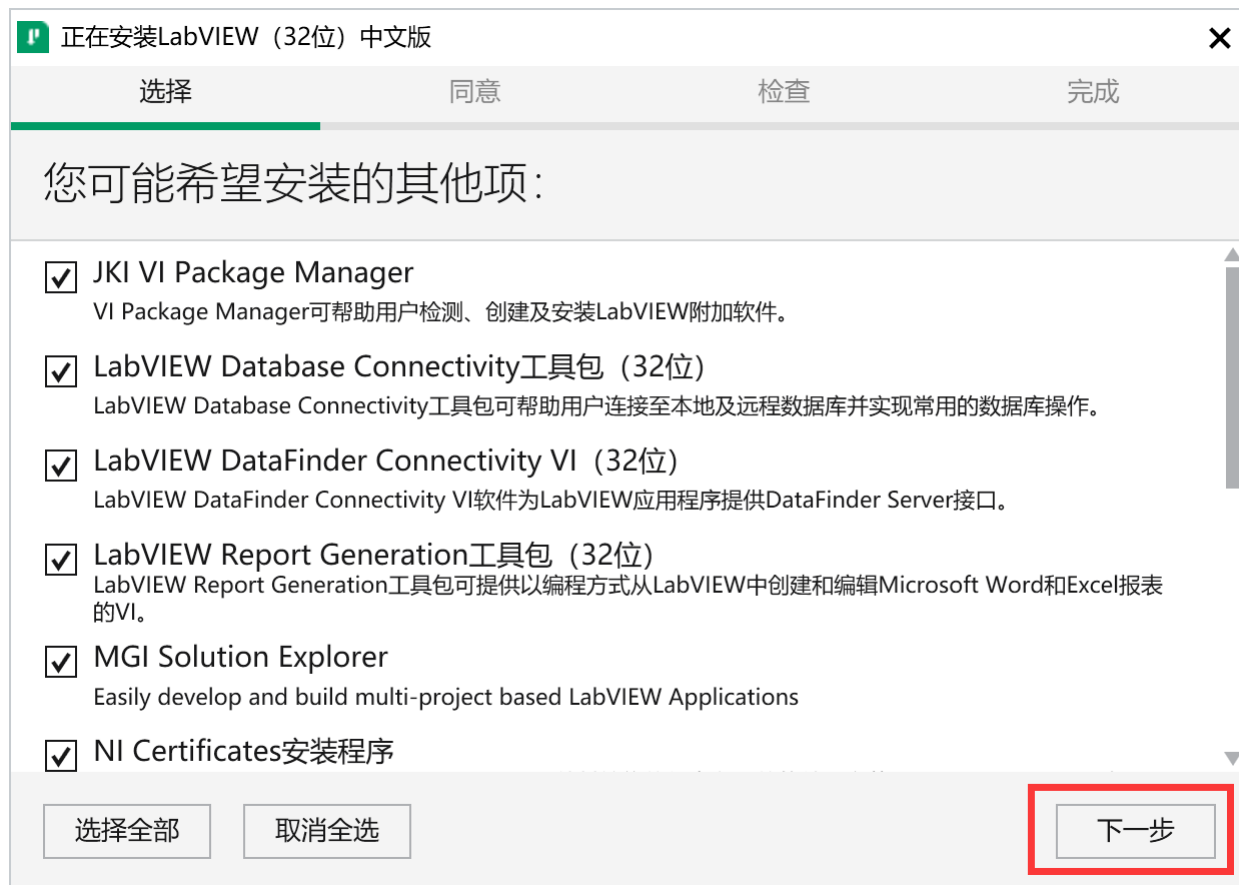 正在安装LabVIEW（32位）中文版
选择 同意 检查 完成
您可能希望安装的其他项：
JKI VI Package Manager
VI Package Manager可帮助用户检测、创建及安装LabVIEW附加软件。
LabVIEW Database Connectivity工具包（32位）
LabVIEW Database Connectivity工具包可帮助用户连接至本地及远程数据库并实现常用的数据库操作。
LabVIEW DataFinder Connectivity VI（32位）
LabVIEW DataFinder Connectivity VI软件为LabVIEW应用程序提供DataFinder Server接口。
LabVIEW Report Generation工具包（32位）
LabVIEW Report Generation工具包可提供以编程方式从LabVIEW中创建和编辑Microsoft Word和Excel报表
的VI。
MGI Solution Explorer
Easily develop and build multi-project based LabVIEW Applications
NI Certificates安装程序
选择全部 取消全选 下一步